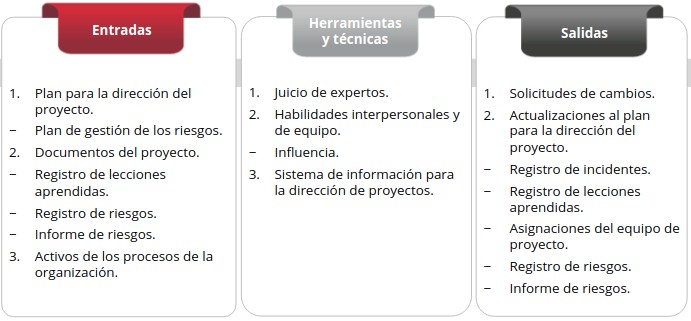 Entradas
1. Plan para la dirección del
proyecto.
– Plan de gestión de los riesgos.
2. Documentos del proyecto.
– Registro de lecciones
aprendidas.
– Registro de riesgos.
– Informe de riesgos.
3. Activos de los procesos de la
organización.
Herramientas
y técnicas
1. Juicio de expertos.
2. Habilidades interpersonales y
de equipo.
– Influencia.
3. Sistema de información para
la dirección de proyectos.
Salidas
1. Solicitudes de cambios.
2. Actualizaciones al plan
para la dirección del
proyecto.
– Registro de incidentes.
– Registro de lecciones
aprendidas.
– Asignaciones del equipo de
proyecto.
– Registro de riesgos.
– Informe de riesgos.